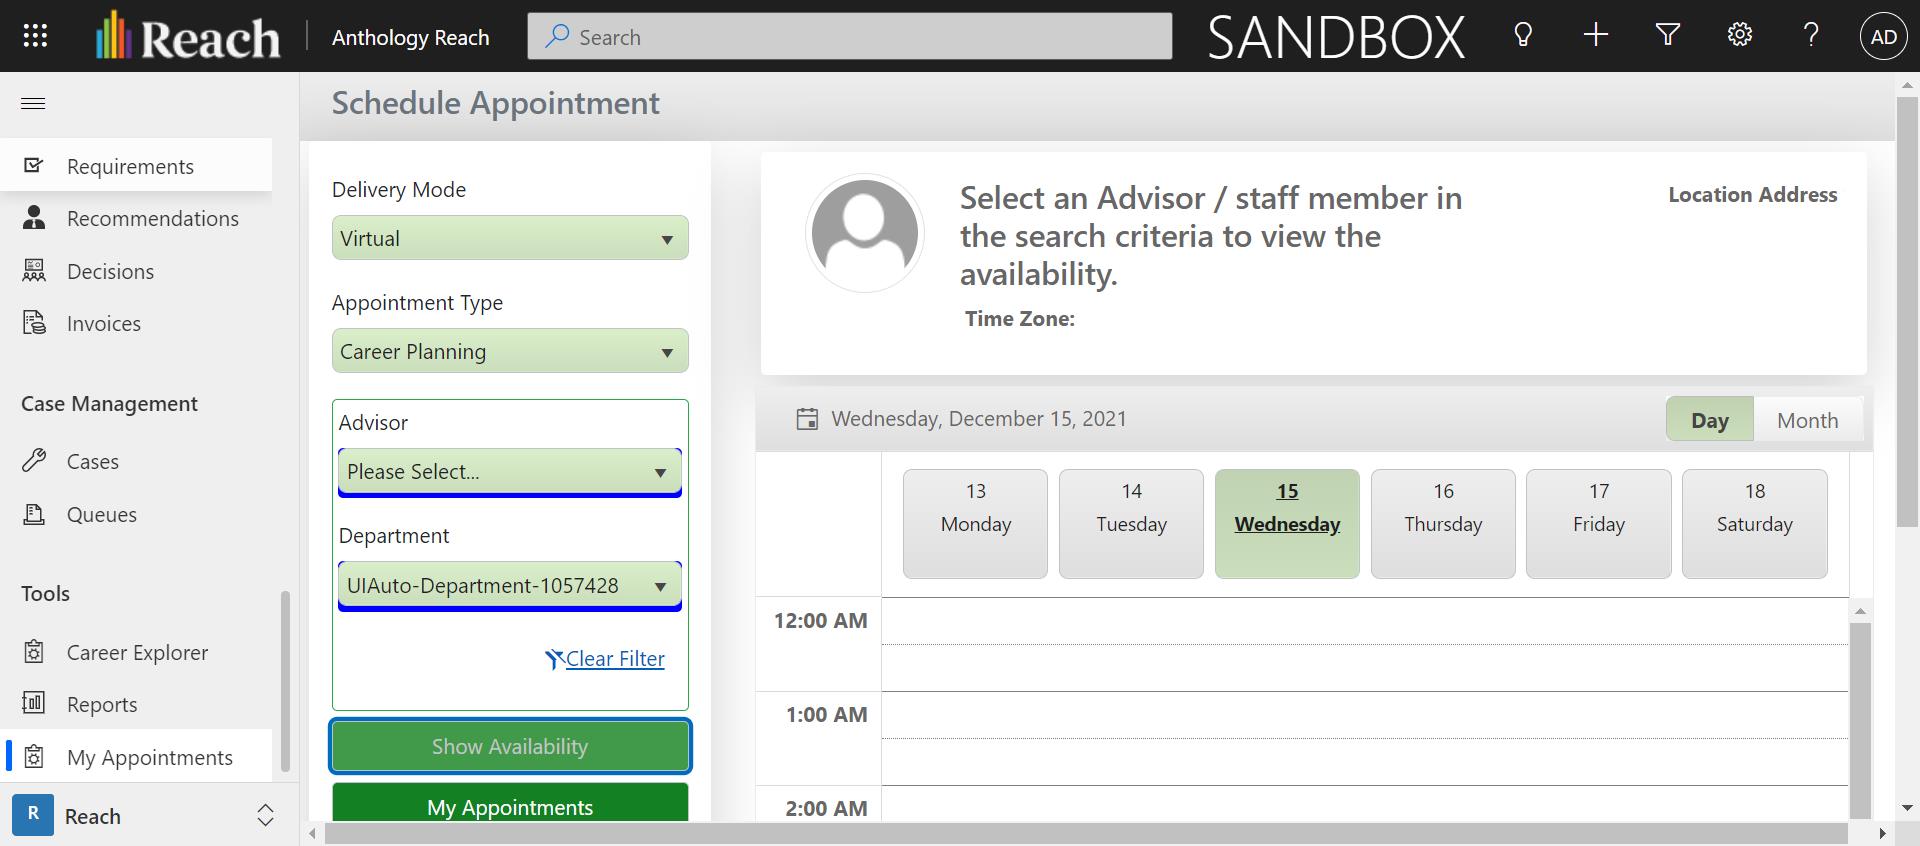 Reach
Anthology Reach
Search
SANDBOX
AD
Schedule Appointment
Requirements
Recommendations
Decisions
Invoices
Case Management
Cases
Queues
Tools
Career Explorer
Reports
My Appointments
R
Reach
Delivery Mode
Virtual
Appointment Type
Career Planning
Advisor
Please Select...
Department
UIAuto-Department-1057428
Clear Filter
Show Availability
My Appointments
Select an Advisor / staff member in
the search criteria to view the
availability.
Time Zone:
Location Address
Wednesday, December 15, 2021
Day
Month
13
Monday
14
Tuesday
15
Wednesday
16
Thursday
17
Friday
18
Saturday
12:00 AM
1:00 AM
2:00 AM